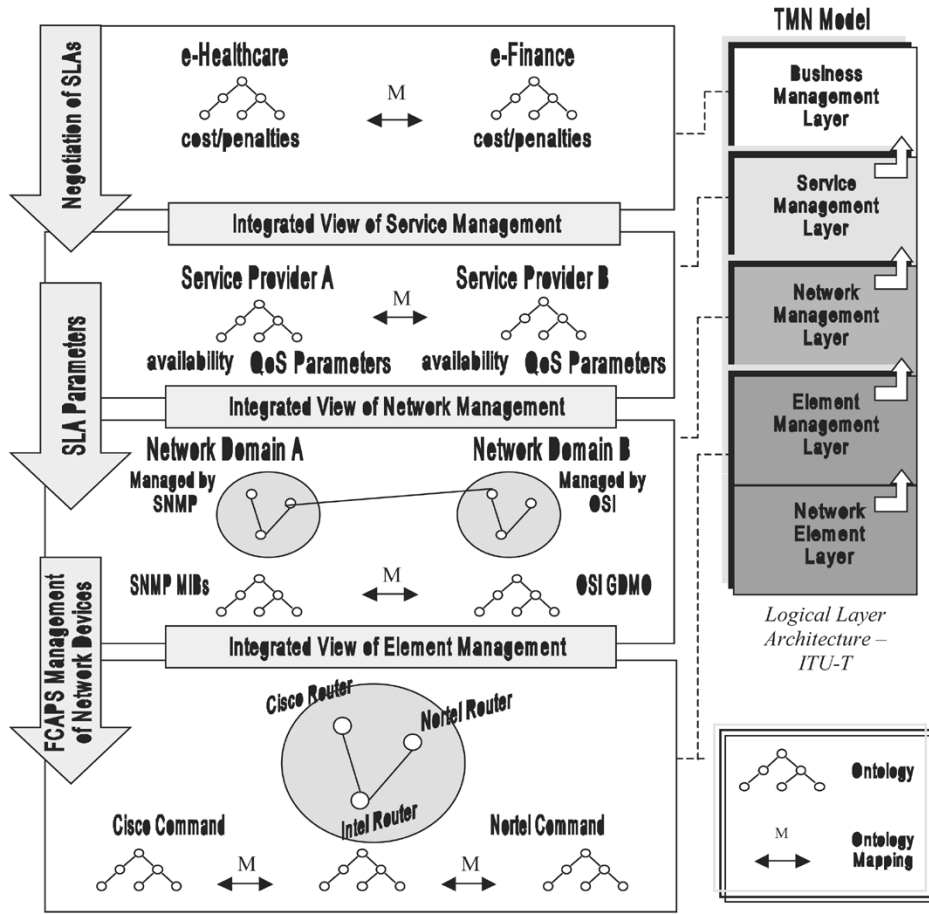 TMN Model
Negotiation of SLAs
e-Healthcare
e-Finance
M
cost/penalties
cost/penalties
Business
Management
Layer
Integrated View of Service Management
Service
Management
Layer
SLA Parameters
Service Provider A
Service Provider B
M
availability QoS Parameters
availability QoS Parameters
Network
Management
Layer
Integrated View of Network Management
Element
Management
Layer
Network Domain A
Network Domain B
Managed by
SNMP
Managed by
OSI
SNMP MIBs
M
OSI GDMO
Network
Element
Layer
Logical Layer
Architecture –
ITU-T
Integrated View of Element Management
FCAPS Management
of Network Devices
Cisco Router
Nortel Router
Intel Router
Cisco Command
Nortel Command
M
M
Ontology
M
Ontology
Mapping